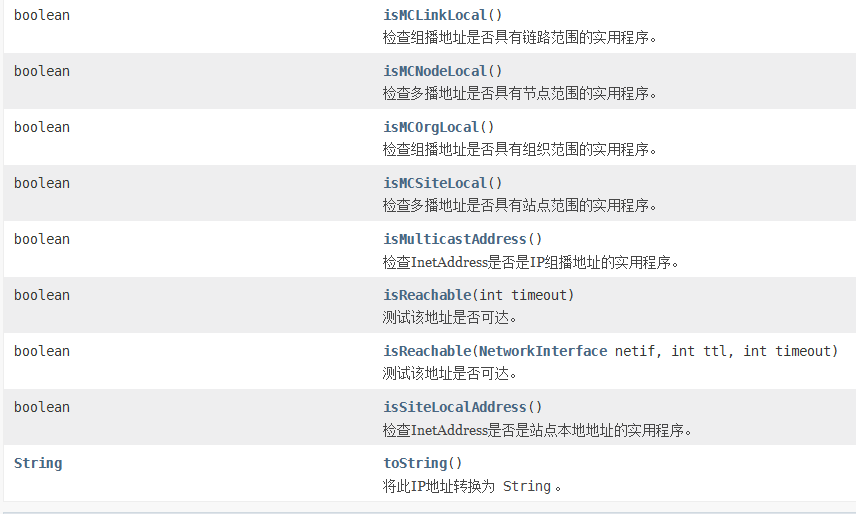 boolean isMCLinkLocal()
检查组播地址是否具有链路范围的实用程序。
boolean isMCNodeLocal()
检查多播地址是否具有节点范围的实用程序。
boolean isMCOrgLocal()
检查组播地址是否具有组织范围的实用程序。
boolean isMCSiteLocal()
检查多播地址是否具有站点范围的实用程序。
boolean isMulticastAddress()
检查InetAddress是否是IP组播地址的实用程序。
boolean isReachable(int timeout)
测试该地址是否可达。
boolean isReachable(NetworkInterface netif, int ttl, int timeout)
测试该地址是否可达。
boolean isSiteLocalAddress()
检查InetAddress是否是站点本地地址的实用程序。
String toString()
将此IP地址转换为 String 。